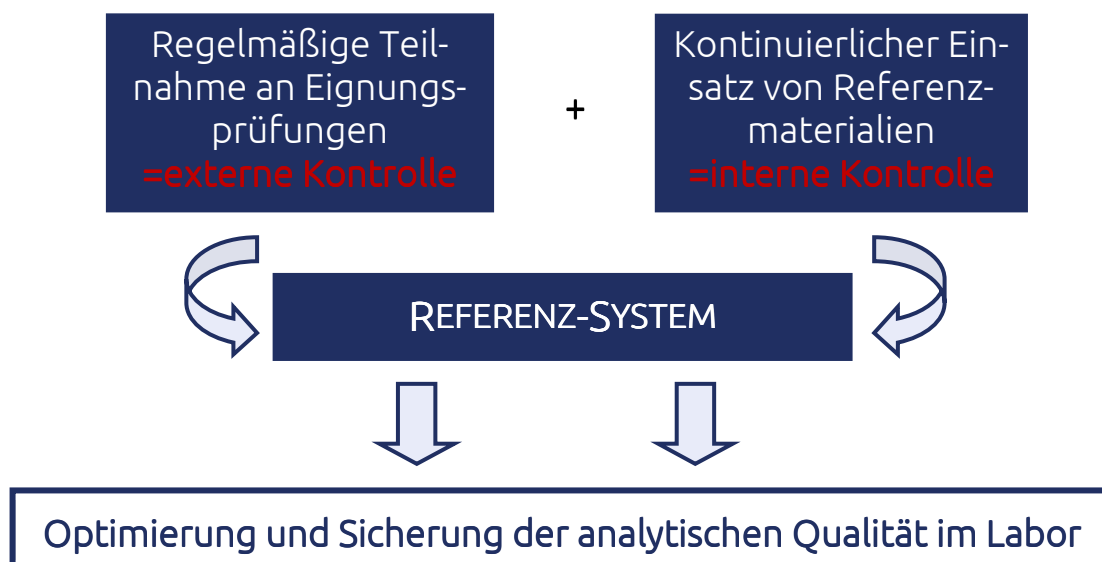 Regelmäßige Teil-
nahme an Eignungs-
prüfungen
=externe Kontrolle
+
Kontinuierlicher Ein-
satz von Referenz-
materialien
=interne Kontrolle
REFERENZ-SYSTEM
Optimierung und Sicherung der analytischen Qualität im Labor